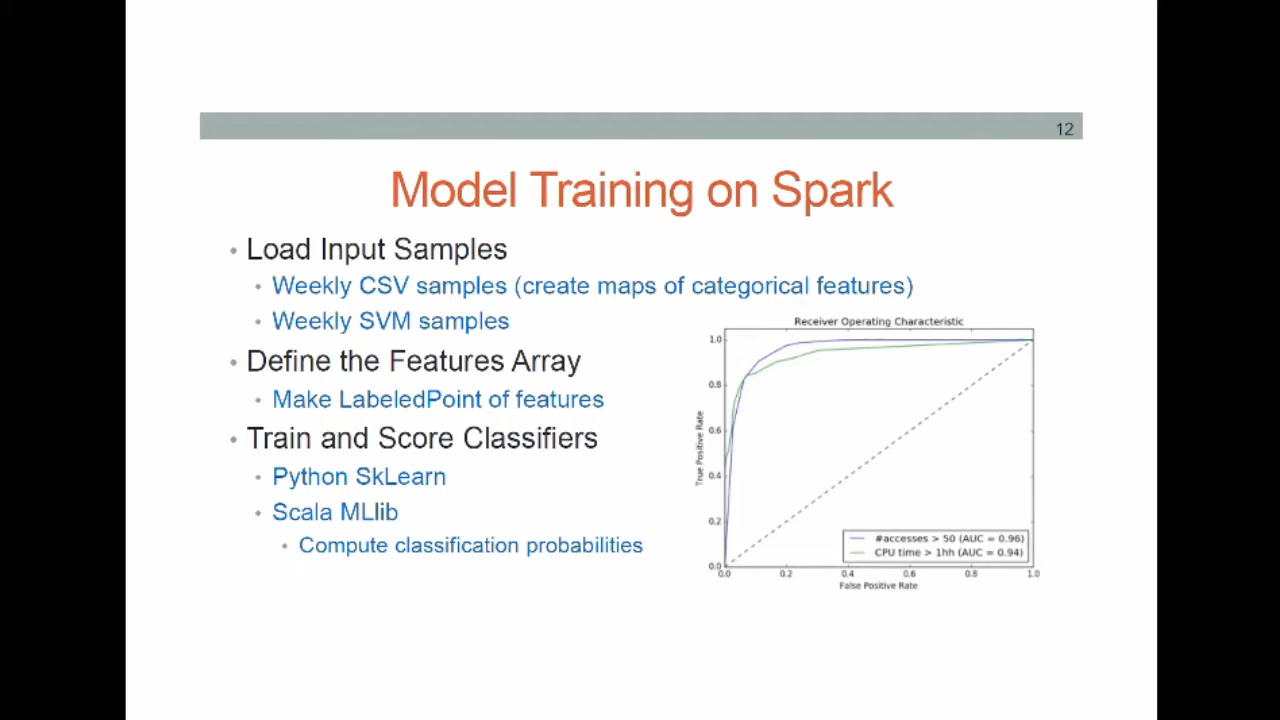 12
Model Training on Spark
• Load Input Samples
• Weekly CSV samples (create maps of categorical features)
• Weekly SVM samples
• Define the Features Array
• Make LabeledPoint of features
• Train and Score Classifiers
• Python SkLearn
• Scala MLlib
• Compute classification probabilities
Receiver Operating Characteristic
1.0
0.8
0.6
0.4
0.2
0.0
True Positive Rate
#accesses > 50 (AUC = 0.96)
CPU time > 1hh (AUC = 0.94)
0.0 0.2 0.4 0.6 0.8 1.0
False Positive Rate